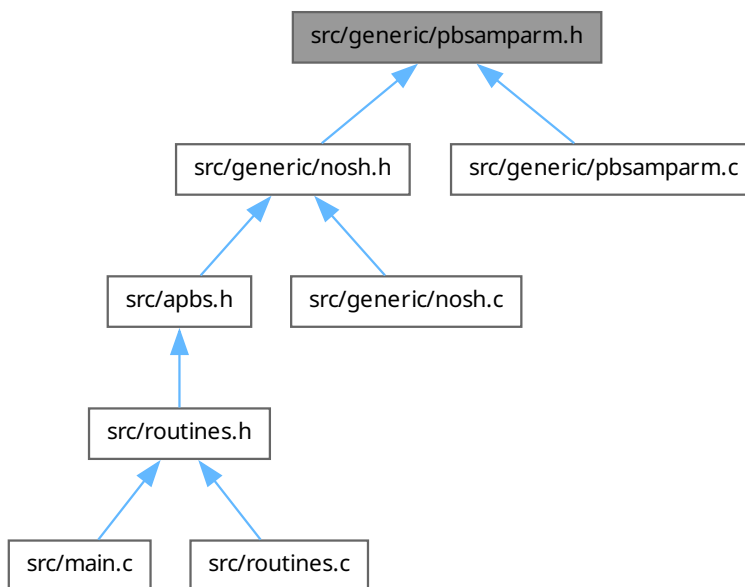 src/generic/pbsamparm.h
src/generic/nosh.h
src/generic/pbsamparm.c
src/apbs.h
src/generic/nosh.c
src/routines.h
src/main.c
src/routines.c